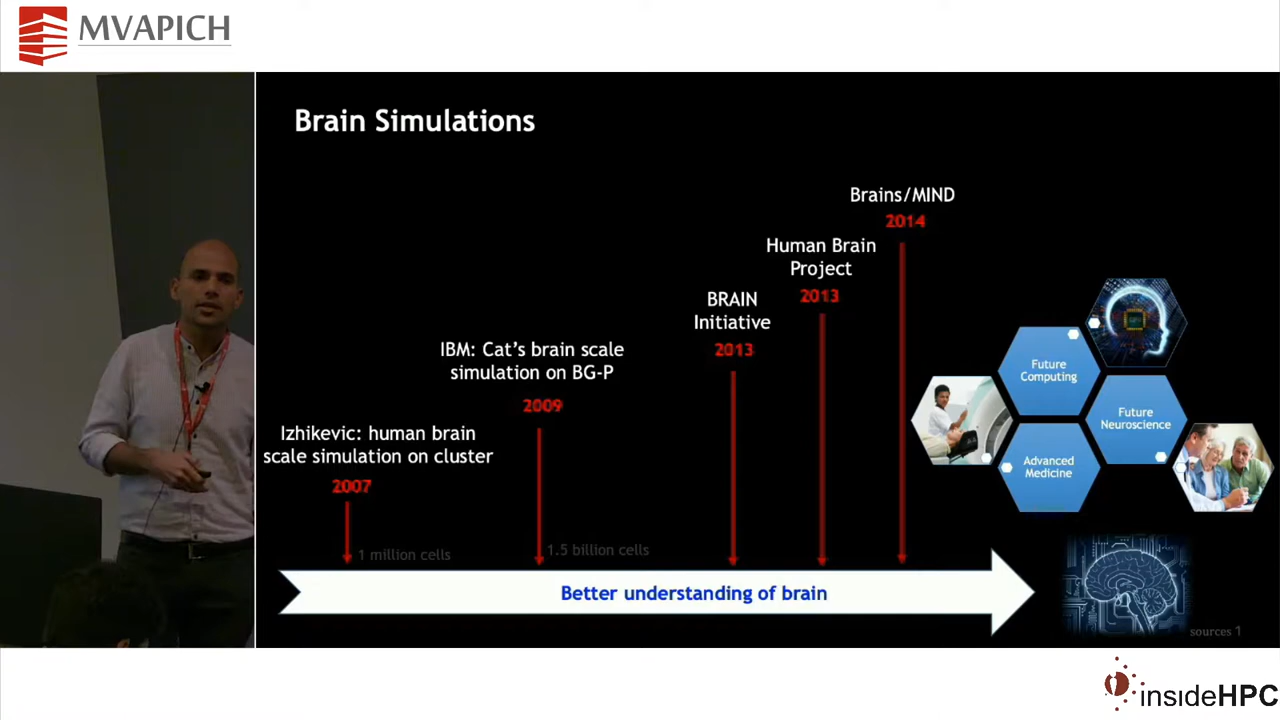 MVAPICH
Brain Simulations
Brains/MIND
2014
Human Brain
Project
2013
BRAIN
Initiative
2013
IBM: Cat's brain scale
simulation on BG-P
2009
Izhikevic: human brain
scale simulation on cluster
2007
1 million cells
1.5 billion cells
Better understanding of brain
Future
Computing
Future
Neuroscience
Advanced
Medicine
sources 1
insideHPC